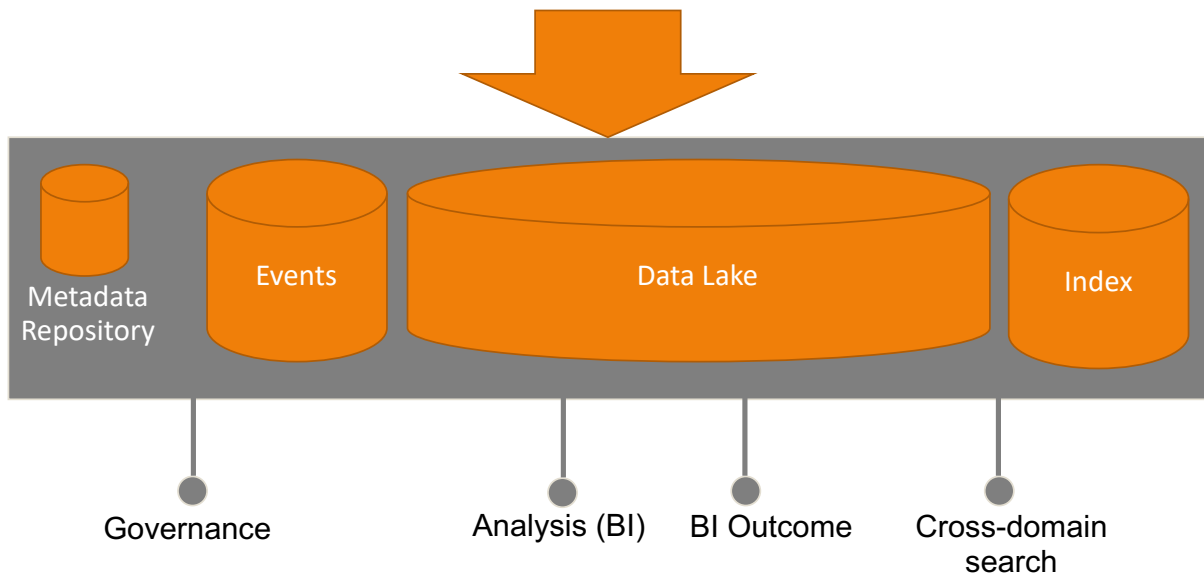 Metadata
Repository
Events
Data Lake
Index
Governance
Analysis (BI)
BI Outcome
Cross-domain
search